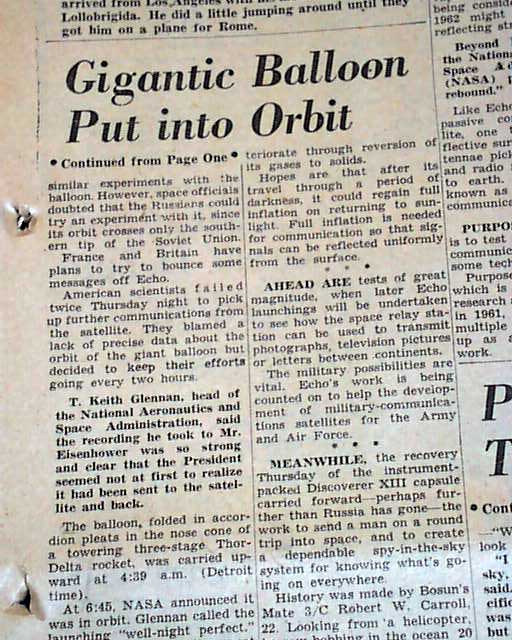 arrived from Los Angeles with
Lollobrigida. He did a little jumping around until they
got him on a plane for Rome.
Gigantic Balloon
Put into Orbit
• Continued from Page One •
similar experiments with the
balloon. However, space officials
doubted that the Russians could
try an experiment with it, since
its orbit crosses only the south-
ern tip of the Soviet Union.
France and Britain have
plans to try to bounce some
messages off Echo.
American scientists failed
twice Thursday night to pick
up further communications from
the satellite. They blamed a
lack of precise data about the
orbit of the giant balloon but
decided to keep their efforts
going every two hours.
T. Keith Glennan, head of
the National Aeronautics and
Space Administration, said
the recording he took to Mr.
Eisenhower was so strong
and clear that the President
seemed not at first to realize
it had been sent to the satel-
lite and back.
The balloon, folded in accor-
dion pleats in the nose cone of
a towering three-stage Thor-
Delta rocket, was carried up-
ward at 4:39 a.m. (Detroit
time).
At 6:45, NASA announced it
was in orbit. Glennan called the
launching "well-night perfect."
teriorate through reversion of
its gases to solids.
Hopes are that after its
travel through a period of
darkness, it could regain full
inflation on returning to sun-
light. Full inflation is needed
for communication so that sig-
nals can be reflected uniformly
from the surface.
* * *
AHEAD ARE tests of great
magnitude, when later Echo
launchings will be undertaken
to see how the space relay sta-
tion can be used to transmit
photographs, television pictures
or letters between continents.
The military possibilities are
vital. Echo's work is being
counted on to help the develop-
ment of military-communica-
tions satellites for the Army
and Air Force.
* * *
MEANWHILE, the recovery
Thursday of the instrument-
packed Discoverer XIII capsule
carried forward—perhaps fur-
ther than Russia has gone—the
work to send a man on a round
trip into space, and to create
a dependable spy-in-the-sky
system for knowing what's go-
ing on everywhere.
History was made by Bosun's
Mate 3/C Robert W. Carroll,
22. Looking from a helicopter,
bobbing in the ocean 20
being
1962 might
reflecting
Beyond
the Nation
Space
(NASA)
rebound."
Like Echo
passive
lite, one
flective
tennae
and radio
to
known as
communica
PURPO
is to test
communic
some tech
Purpose
which is
research
in 1961,
multiple
up as a
work.
P
T
• Cont
"W
look
"I
sky,
said.
cific
was
but